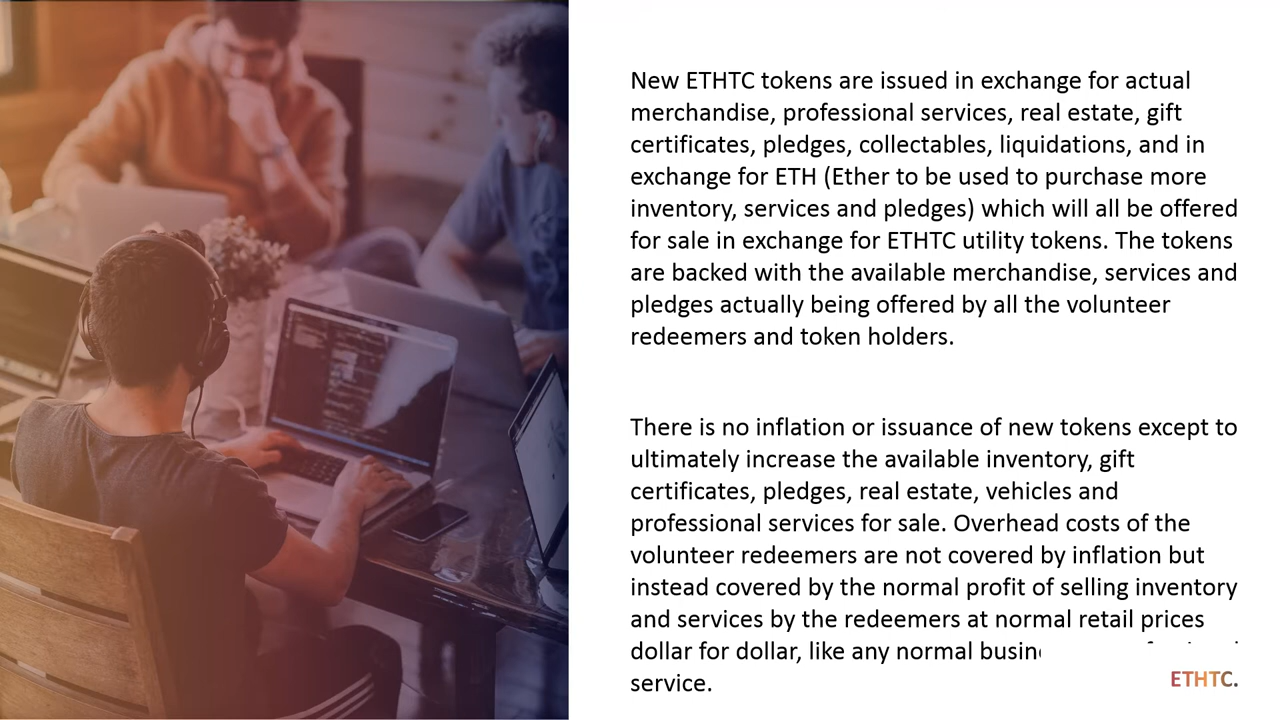 New ETHTC tokens are issued in exchange for actual
merchandise, professional services, real estate, gift
certificates, pledges, collectables, liquidations, and in
exchange for ETH (Ether to be used to purchase more
inventory, services and pledges) which will all be offered
for sale in exchange for ETHTC utility tokens. The tokens
are backed with the available merchandise, services and
pledges actually being offered by all the volunteer
redeemers and token holders.
There is no inflation or issuance of new tokens except to
ultimately increase the available inventory, gift
certificates, pledges, real estate, vehicles and
professional services for sale. Overhead costs of the
volunteer redeemers are not covered by inflation but
instead covered by the normal profit of selling inventory
and services by the redeemers at normal retail prices
dollar for dollar, like any normal
service.
ETHTC.